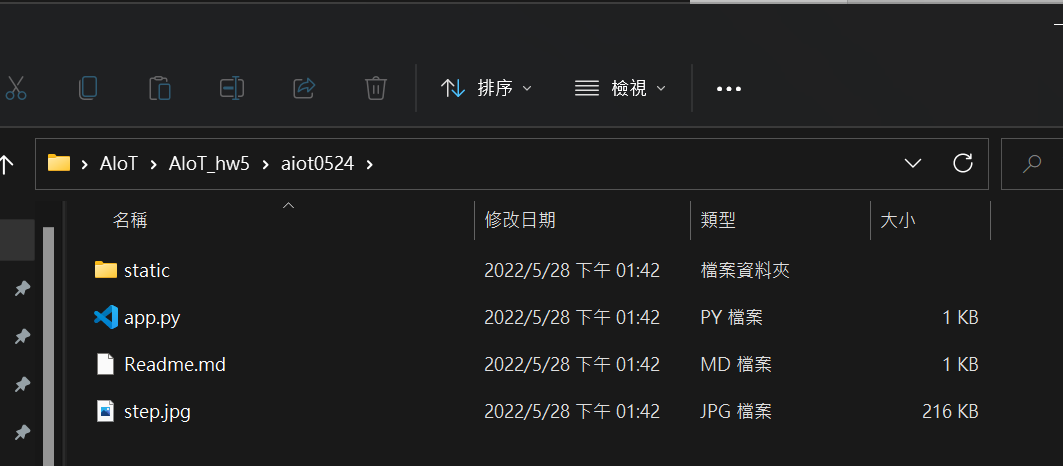 排序 檢視
AIoT AIoT_hw5 aiot0524
名稱 修改日期 類型 大小
static 2022/5/28 下午 01:42 檔案資料夾
app.py 2022/5/28 下午 01:42 PY 檔案 1 KB
Readme.md 2022/5/28 下午 01:42 MD 檔案 1 KB
step.jpg 2022/5/28 下午 01:42 JPG 檔案 216 KB